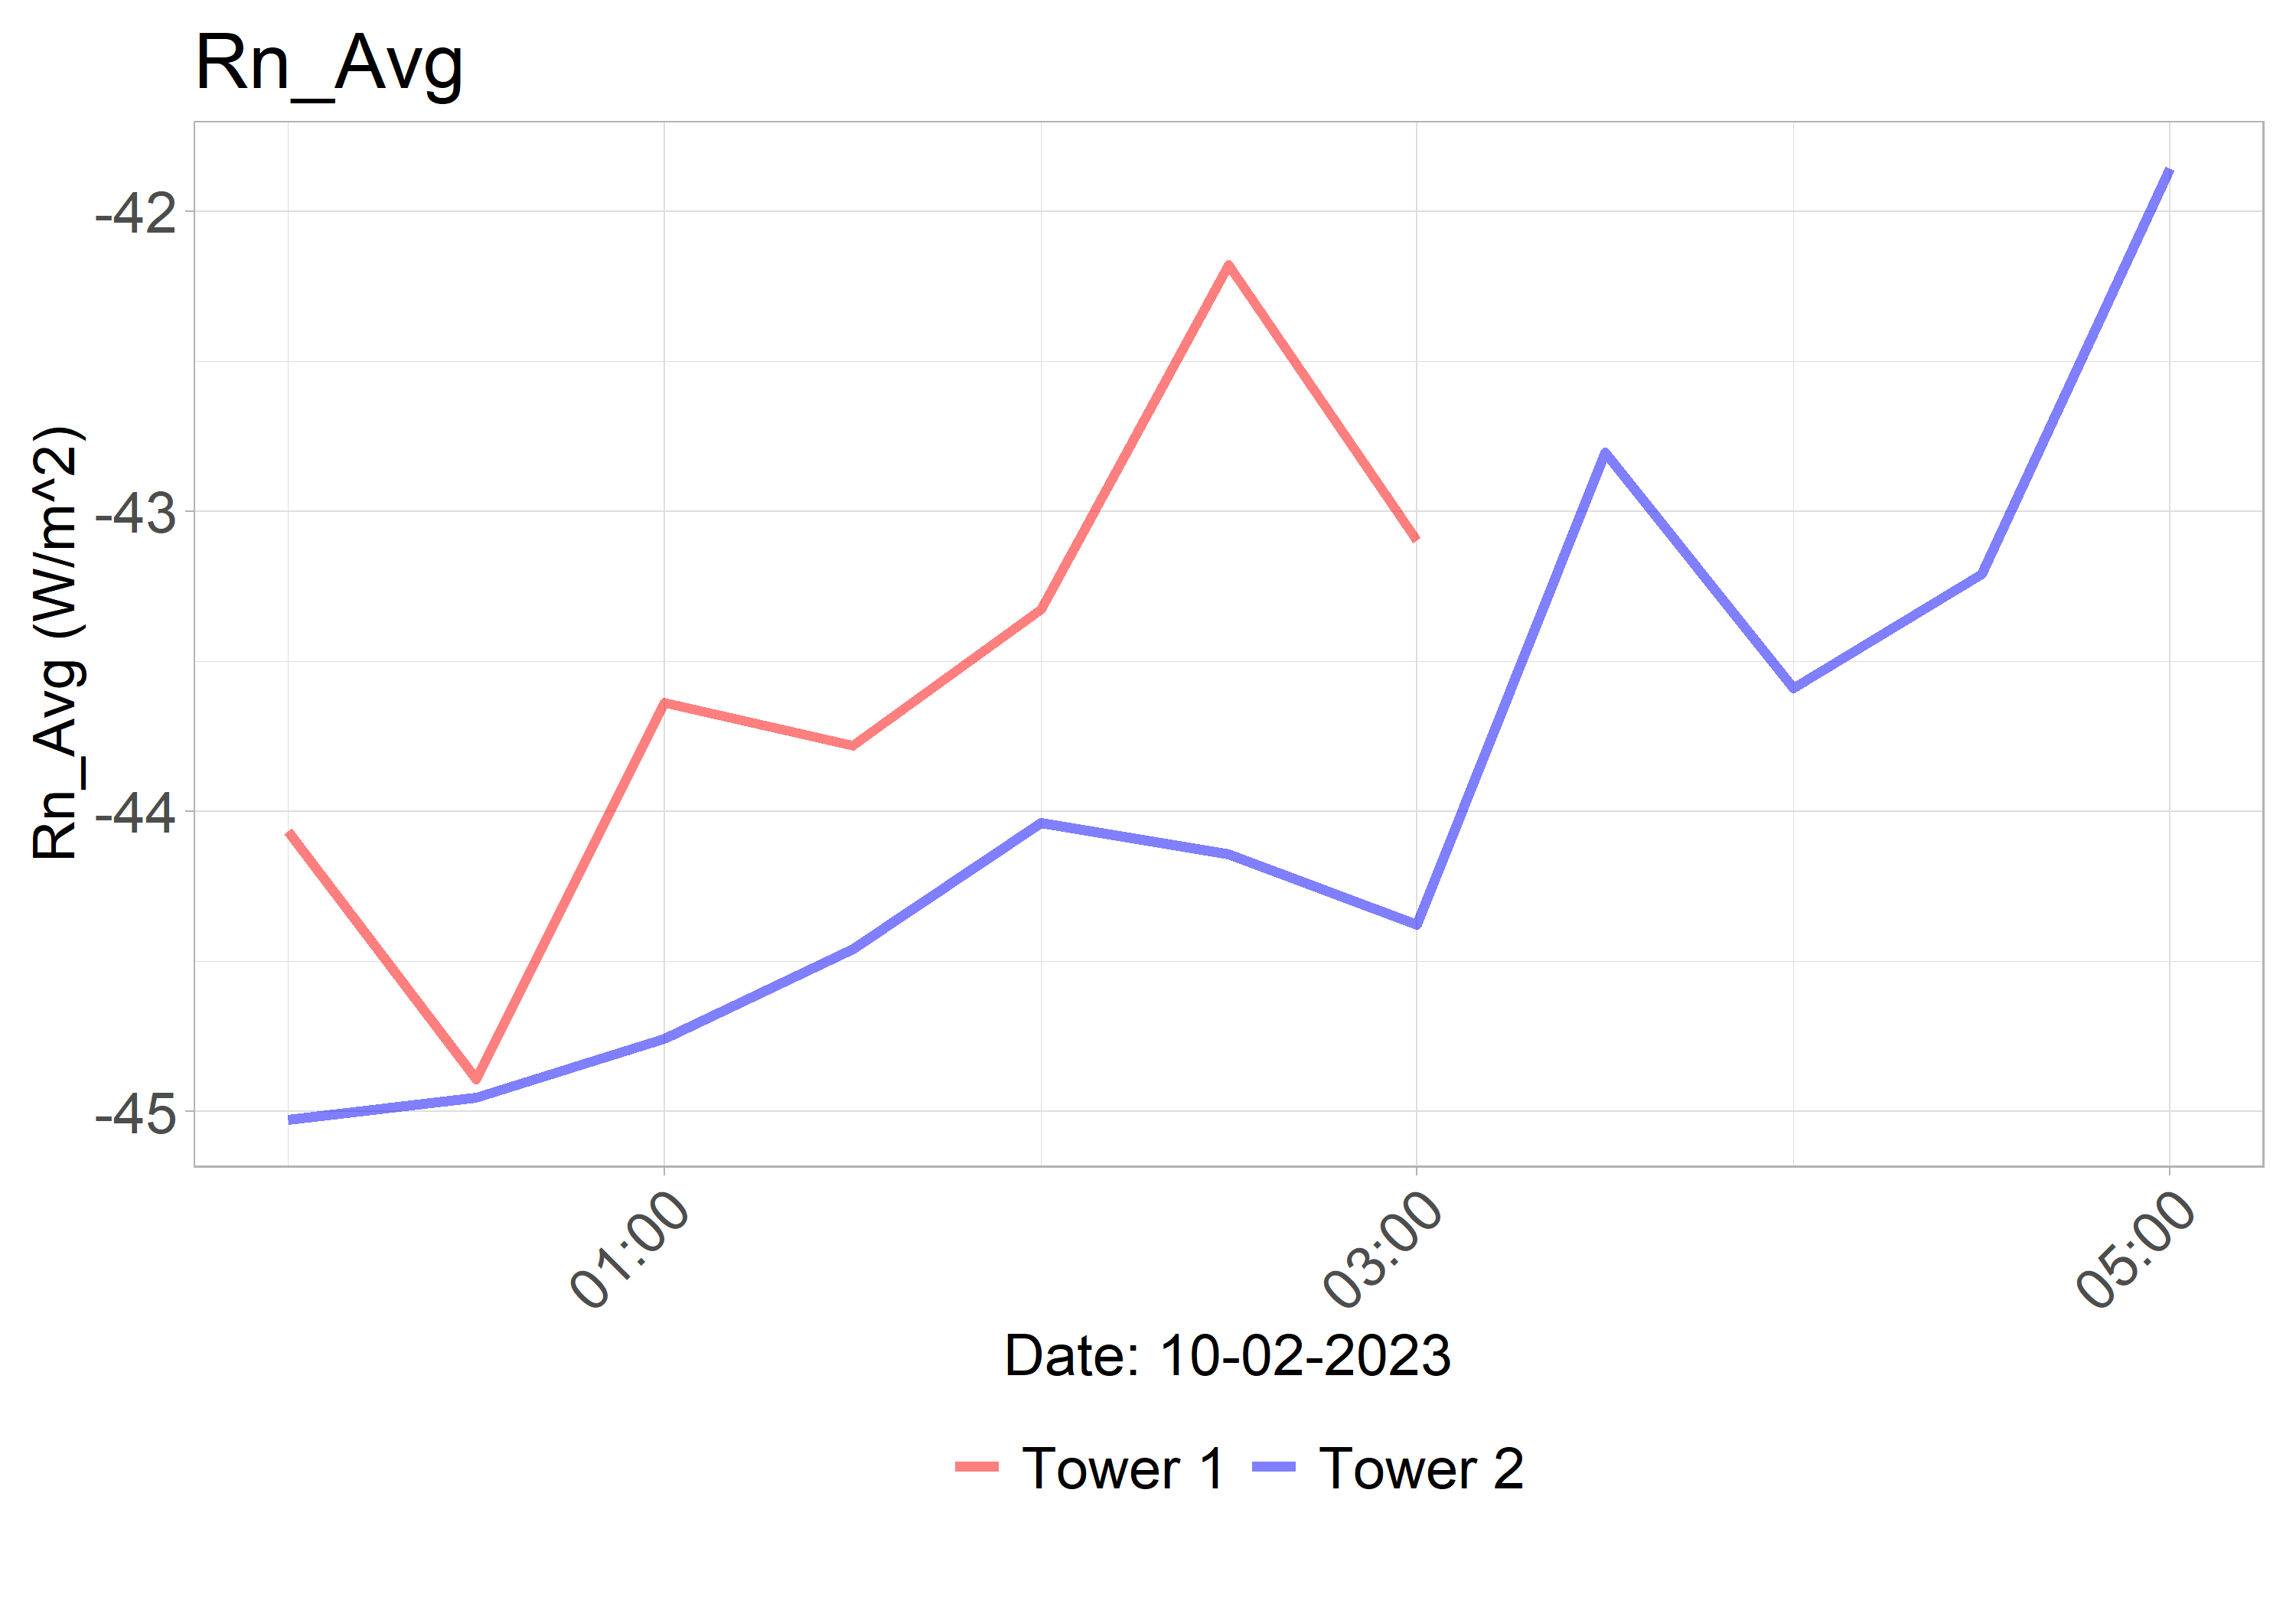 Rn_Avg
Rn_Avg (W/m^2)
-42
-43
-44
-45
01:00
03:00
05:00
Date: 10-02-2023
Tower 1
Tower 2